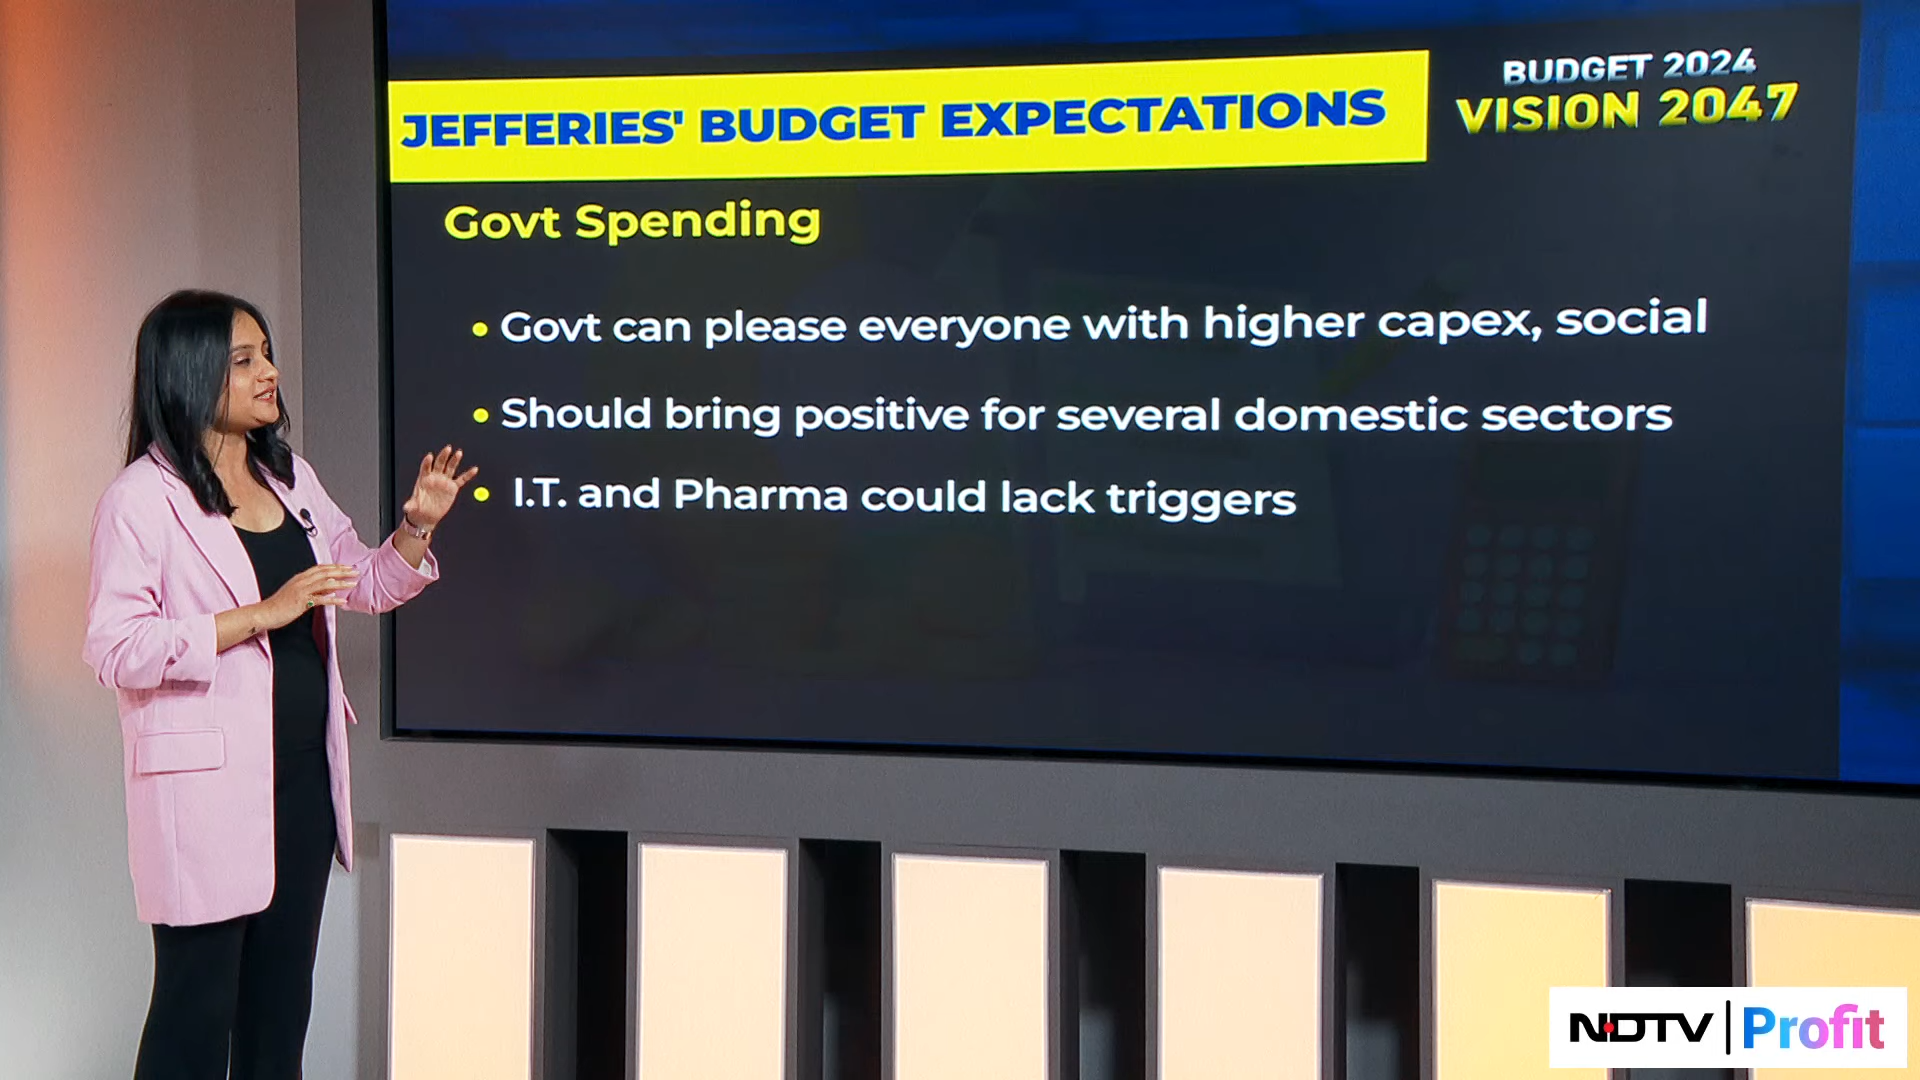 JEFFERIES' BUDGET EXPECTATIONS
BUDGET 2024
VISION 2047
Govt Spending
• Govt can please everyone with higher capex, social
• Should bring positive for several domestic sectors
• I.T. and Pharma could lack triggers
NDTV | Profit